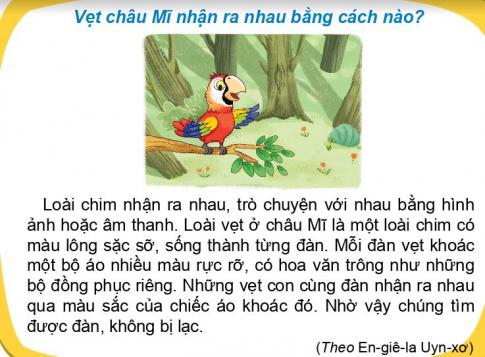 Vẹt châu Mĩ nhận ra nhau bằng cách nào?
Loài chim nhận ra nhau, trò chuyện với nhau bằng hình
ảnh hoặc âm thanh. Loài vẹt ở châu Mĩ là một loài chim có
màu lông sặc sỡ, sống thành từng đàn. Mỗi đàn vẹt khoác
một bộ áo nhiều màu rực rỡ, có hoa văn trông như những
bộ đồng phục riêng. Những vẹt con cùng đàn nhận ra nhau
qua màu sắc của chiếc áo khoác đó. Nhờ vậy chúng tìm
được đàn, không bị lạc.
(Theo En-giê-la Uyn-xơ)